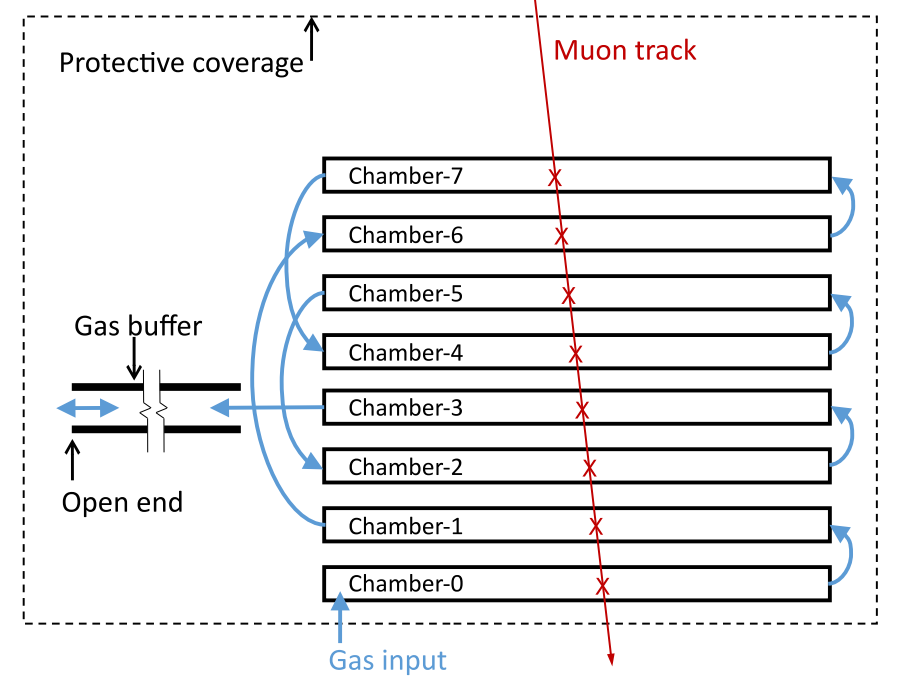 Protective coverage
Muon track
Chamber-7
Chamber-6
Chamber-5
Gas buffer
Chamber-4
Chamber-3
Chamber-2
Open end
Chamber-1
Chamber-0
Gas input